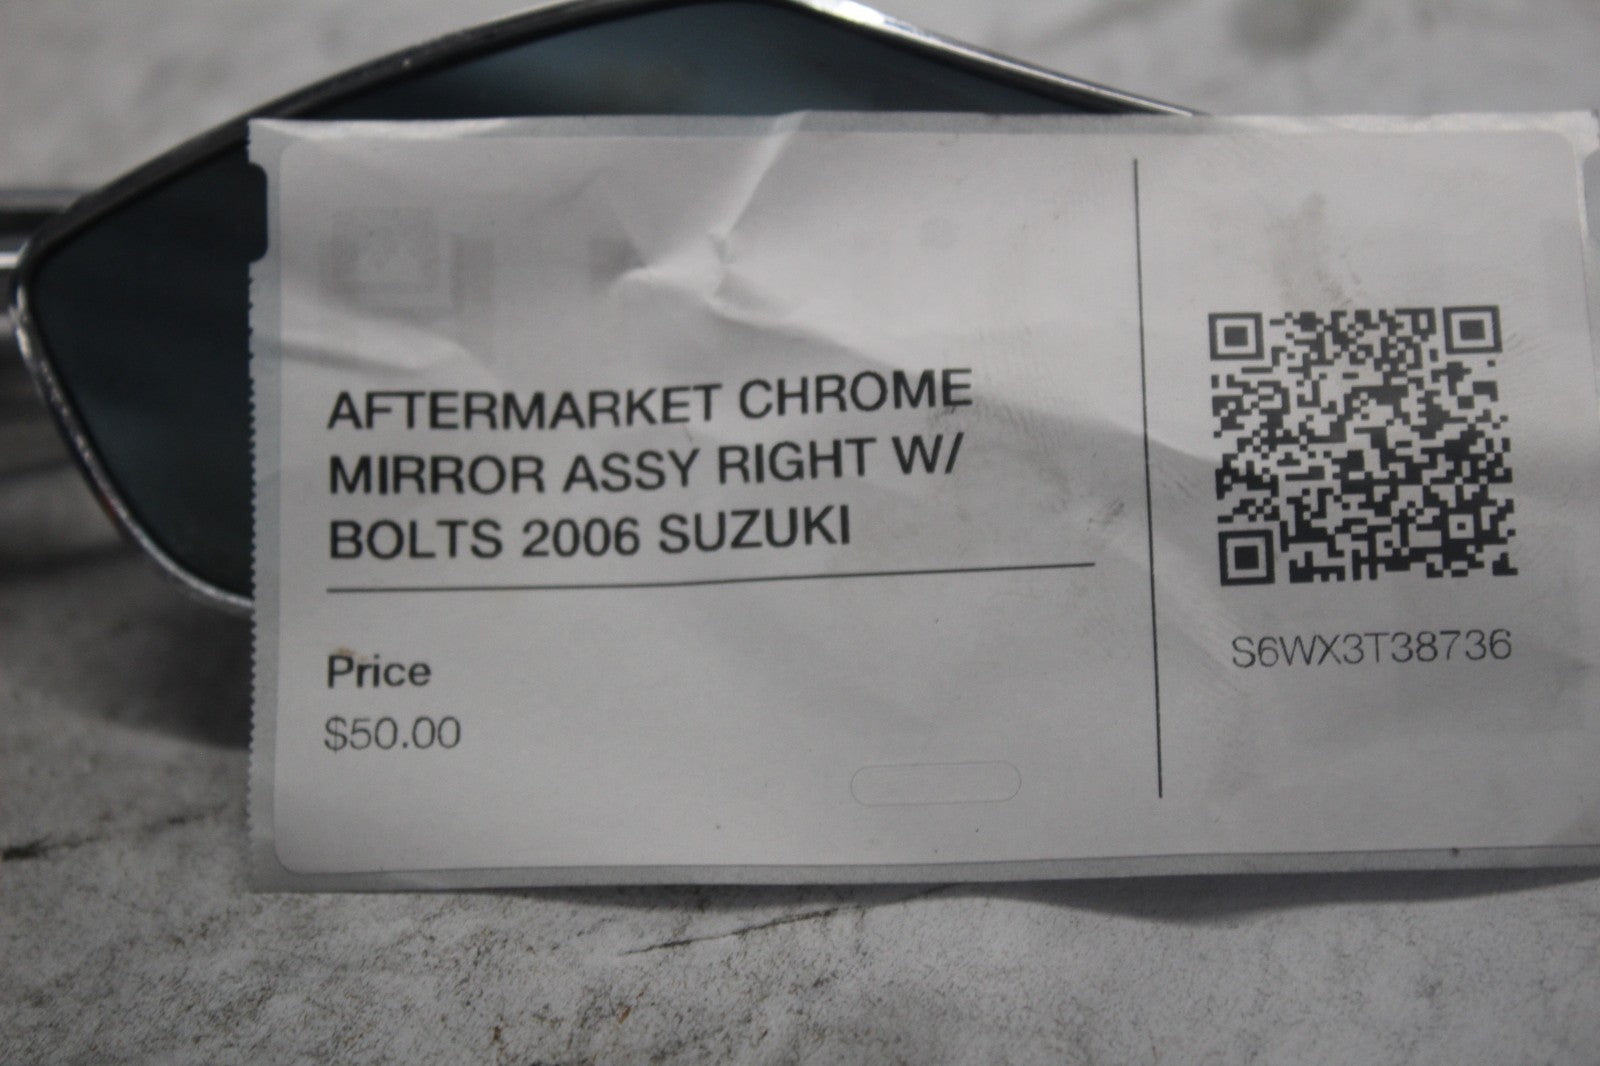 AFTERMARKET CHROME
MIRROR ASSY RIGHT W/
BOLTS 2006 SUZUKI
Price
$50.00
S6WX3T38736